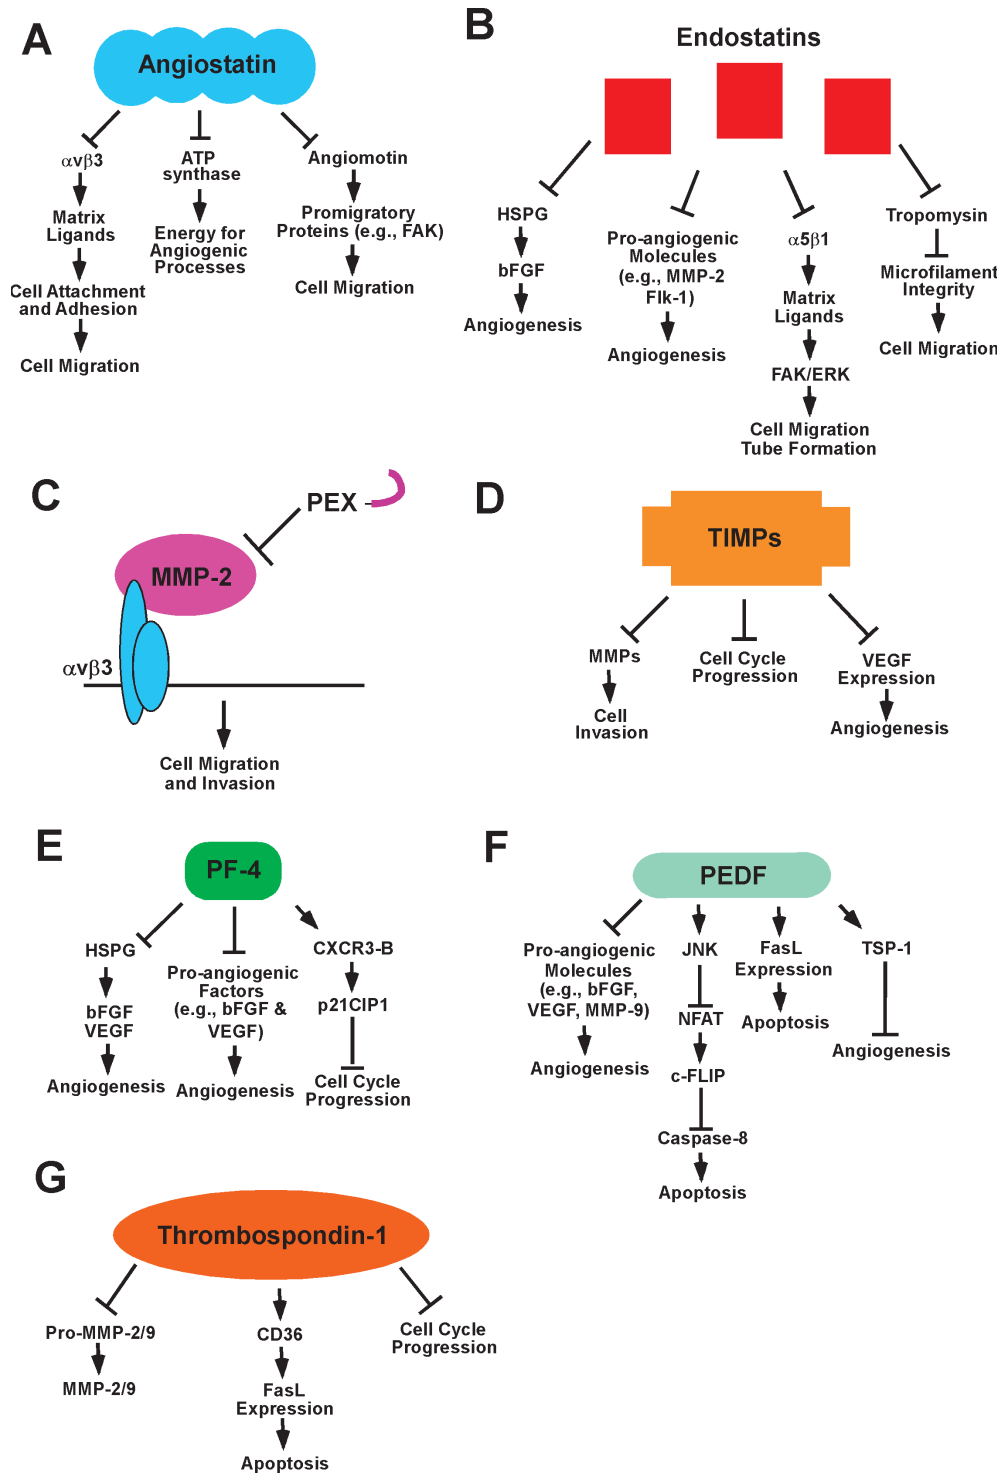 A
Angiostatin
αvβ3
Matrix
Ligands
Cell Attachment
and Adhesion
Cell Migration
ATP
synthase
Energy for
Angiogenic
Processes
Angiomotin
Promigratory
Proteins (e.g., FAK)
Cell Migration
B
Endostatins
HSPG
bFGF
Angiogenesis
Pro-angiogenic
Molecules
(e.g., MMP-2
Flk-1)
Angiogenesis
α5β1
Matrix
Ligands
FAK/ERK
Cell Migration
Tube Formation
Tropomysin
Microfilament
Integrity
Cell Migration
C
PEX
MMP-2
αvβ3
Cell Migration
and Invasion
D
TIMPs
MMPs
Cell
Invasion
Cell Cycle
Progression
VEGF
Expression
Angiogenesis
E
PF-4
HSPG
bFGF
VEGF
Angiogenesis
Pro-angiogenic
Factors
(e.g., bFGF &
VEGF)
Angiogenesis
CXCR3-B
p21CIP1
Cell Cycle
Progression
F
PEDF
Pro-angiogenic
Molecules
(e.g., bFGF,
VEGF, MMP-9)
Angiogenesis
JNK
NFAT
c-FLIP
Caspase-8
Apoptosis
FasL
Expression
Apoptosis
TSP-1
Angiogenesis
G
Thrombospondin-1
Pro-MMP-2/9
MMP-2/9
CD36
FasL
Expression
Apoptosis
Cell Cycle
Progression